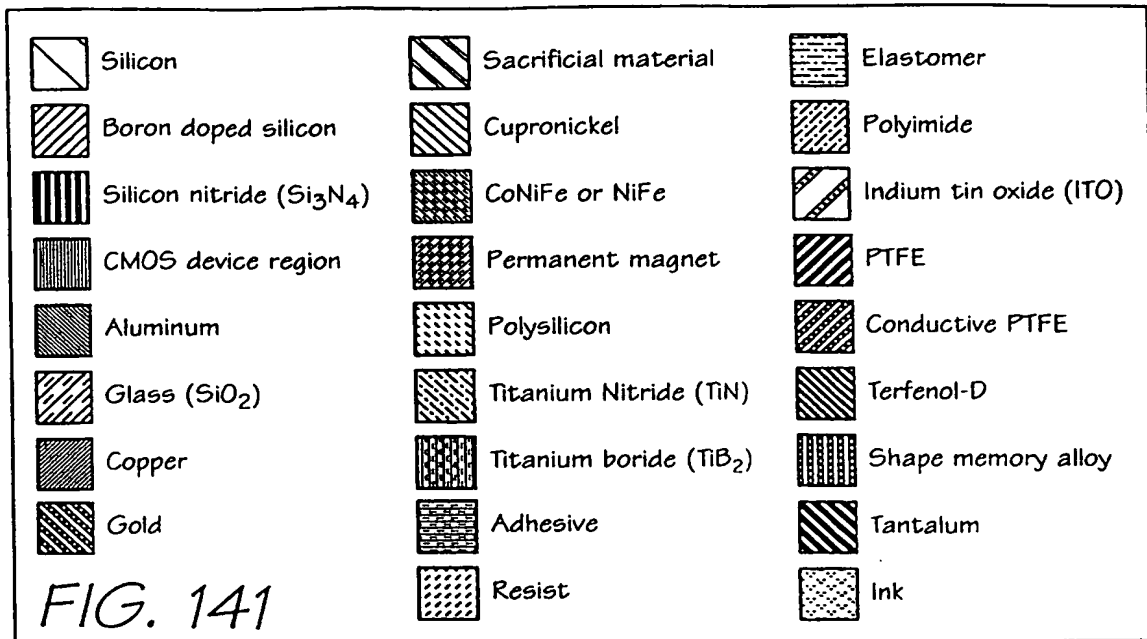 Silicon
Boron doped silicon
Silicon nitride (Si₃N₄)
CMOS device region
Aluminum
Glass (SiO₂)
Copper
Gold
FIG. 141
Sacrificial material
Cupronickel
CoNiFe or NiFe
Permanent magnet
Polysilicon
Titanium Nitride (TiN)
Titanium boride (TiB₂)
Adhesive
Resist
Elastomer
Polyimide
Indium tin oxide (ITO)
PTFE
Conductive PTFE
Terfenol-D
Shape memory alloy
Tantalum
Ink